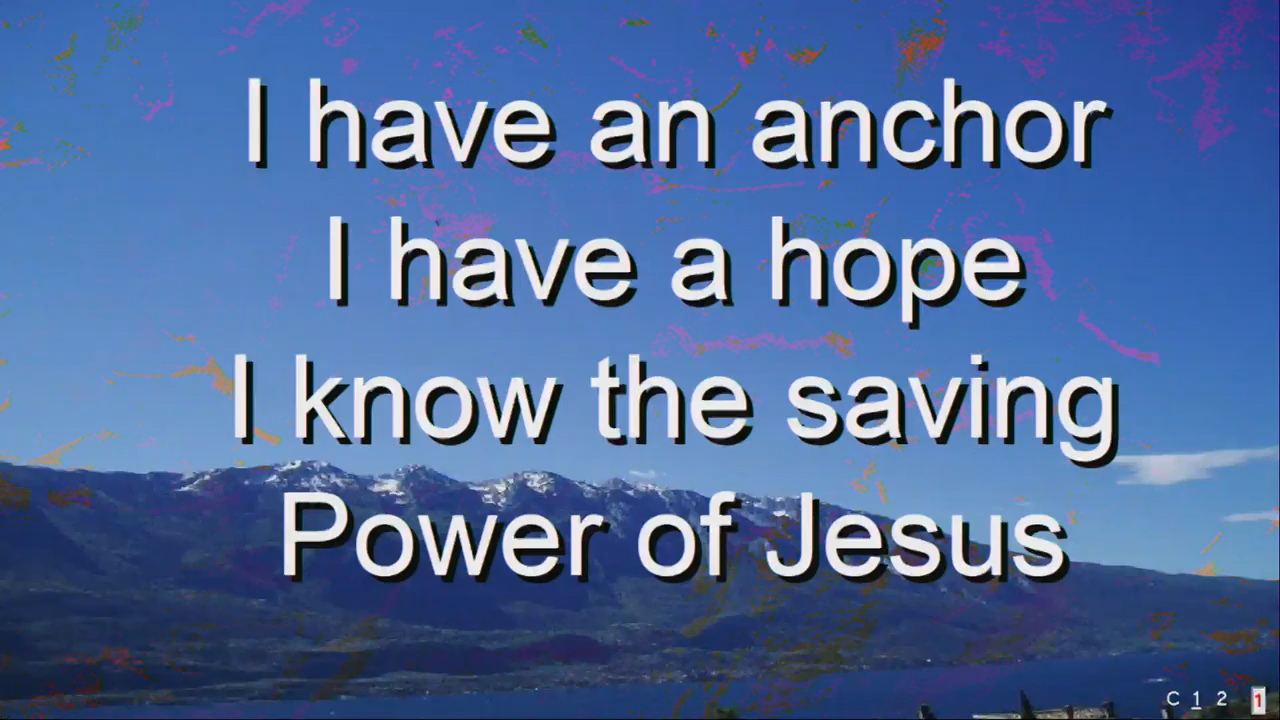 I have an anchor
I have a hope
I know the saving
Power of Jesus
C 1 2 1